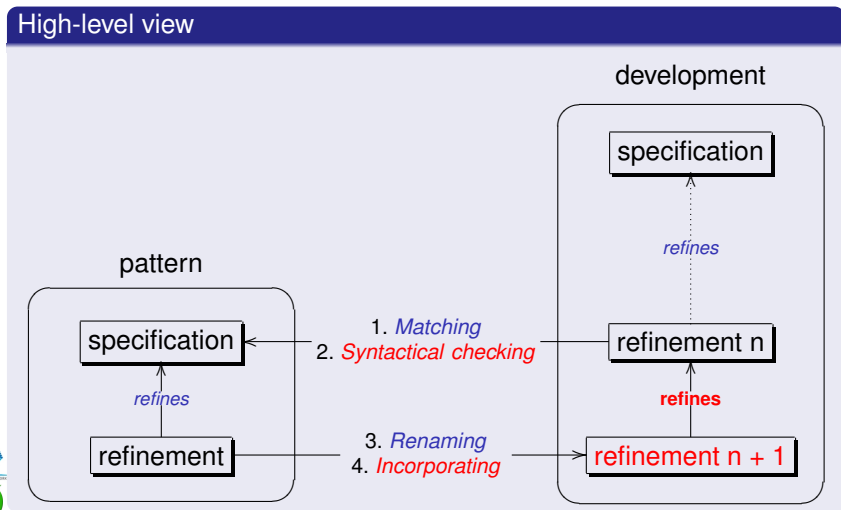 High-level view
development
specification
refines
pattern
specification
1. Matching
2. Syntactical checking
refinement n
refines
refines
refinement
3. Renaming
4. Incorporating
refinement n + 1